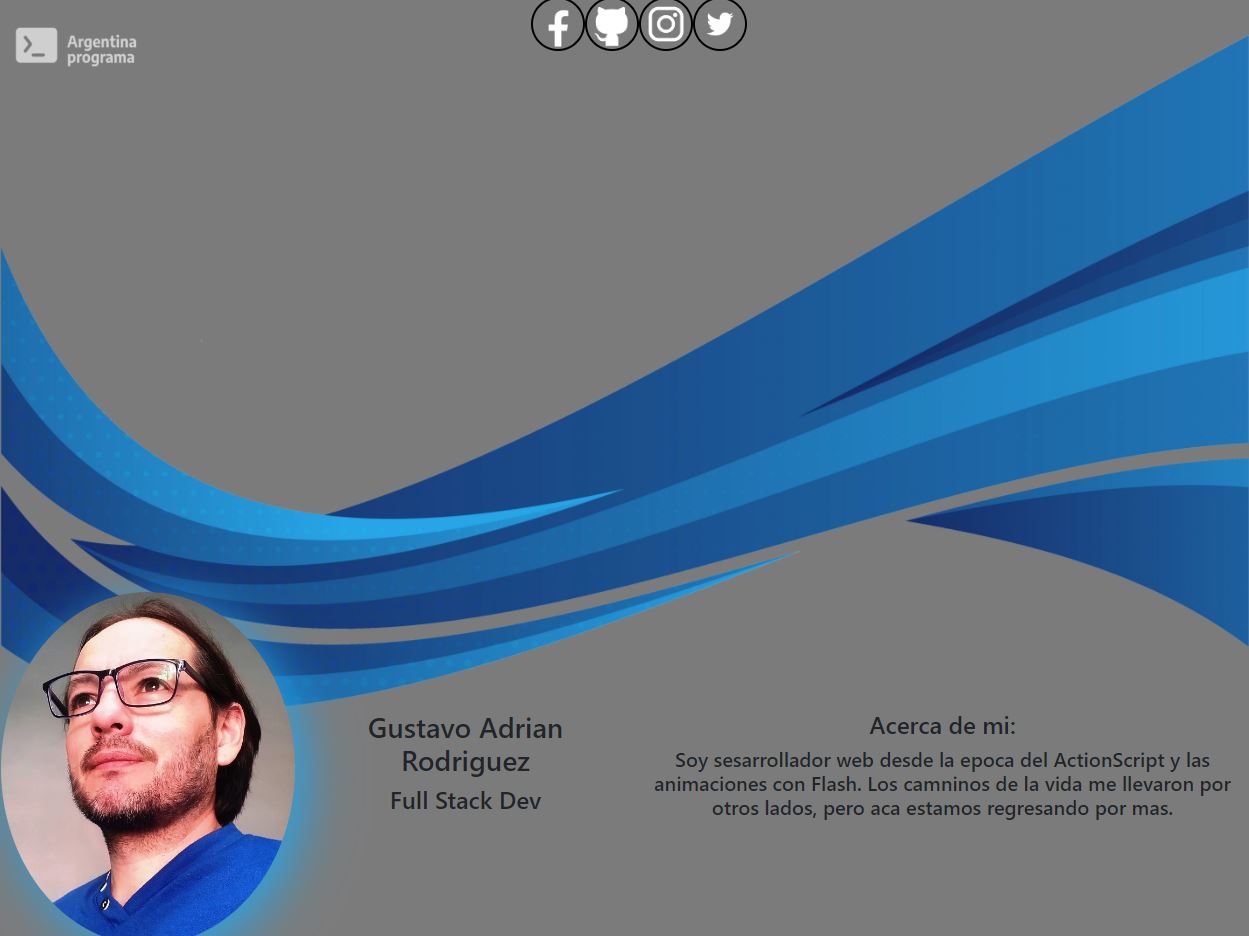 Argentina
programa
Gustavo Adrian
Rodriguez
Full Stack Dev
Acerca de mi:
Soy sesarrollador web desde la epoca del ActionScript y las
animaciones con Flash. Los camninos de la vida me llevaron por
otros lados, pero aca estamos regresando por mas.